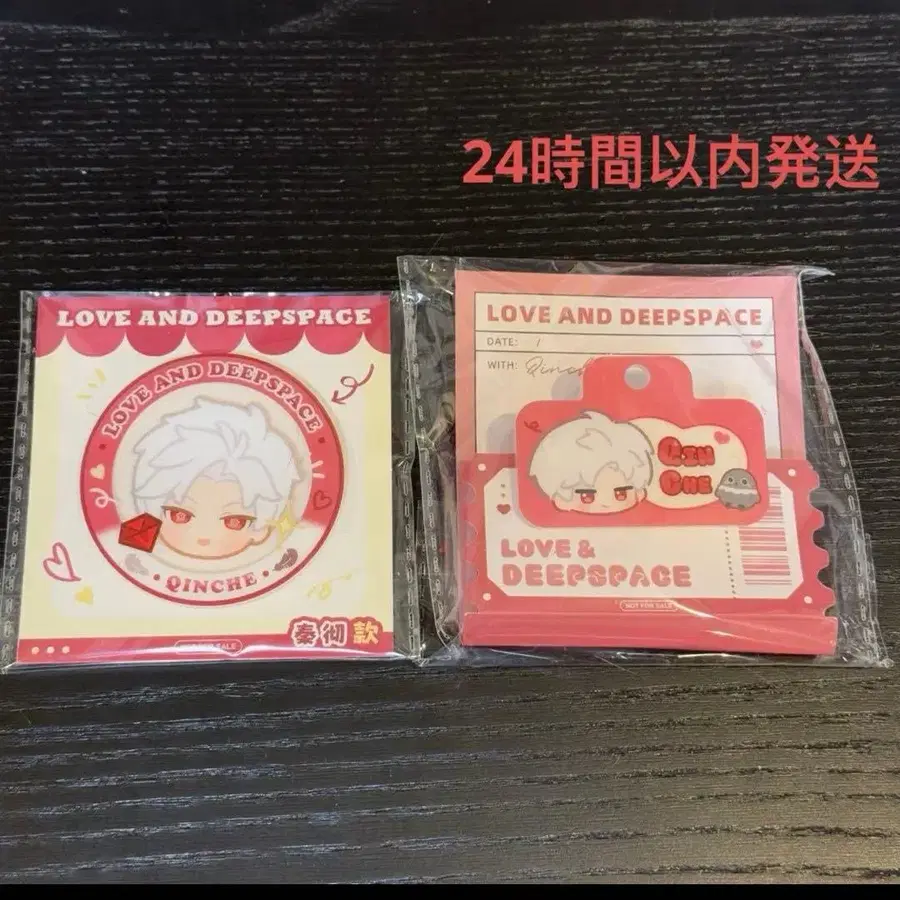 24時間以内発送
LOVE AND DEEPSPACE
LOVE AND DEEPSPACE
QINCHE
秦彻款
LOVE AND DEEPSPACE
DATE: /
WITH:
QIN
CHE
LOVE &
DEEPSPACE
NOT FOR SALE